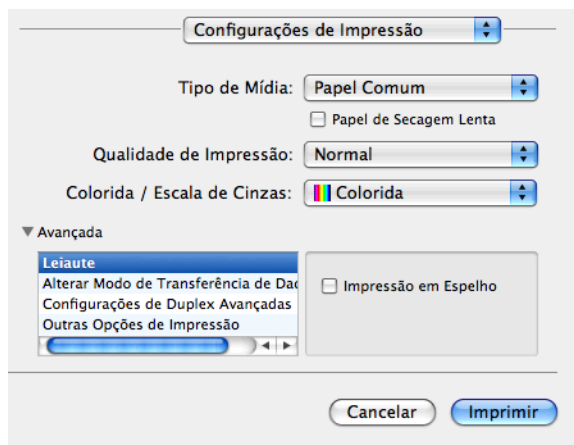 Configurações de Impressão
Tipo de Mídia: Papel Comum
Papel de Secagem Lenta
Qualidade de Impressão: Normal
Colorida / Escala de Cinzas: Colorida
Avançada
Leiaute
Alterar Modo de Transferência de Dad
Impressão em Espelho
Configurações de Duplex Avançadas
Outras Opções de Impressão
Cancelar Imprimir